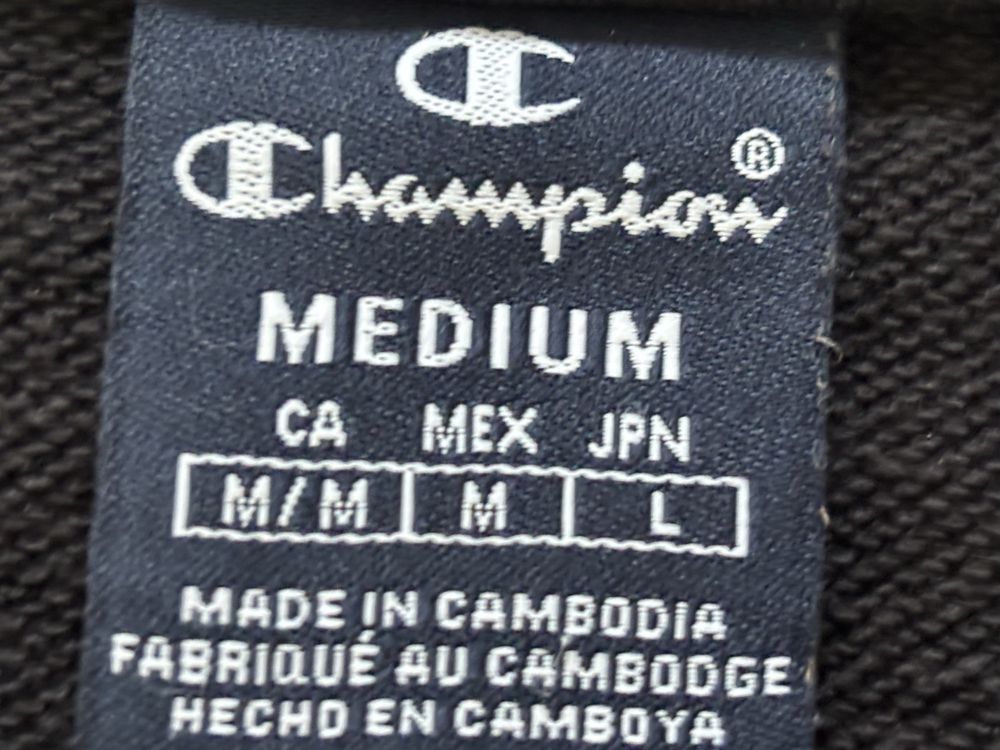 C
Champion®
MEDIUM
CA MEX JPN
M/M M L
MADE IN CAMBODIA
FABRIQUÉ AU CAMBODGE
HECHO EN CAMBOYA